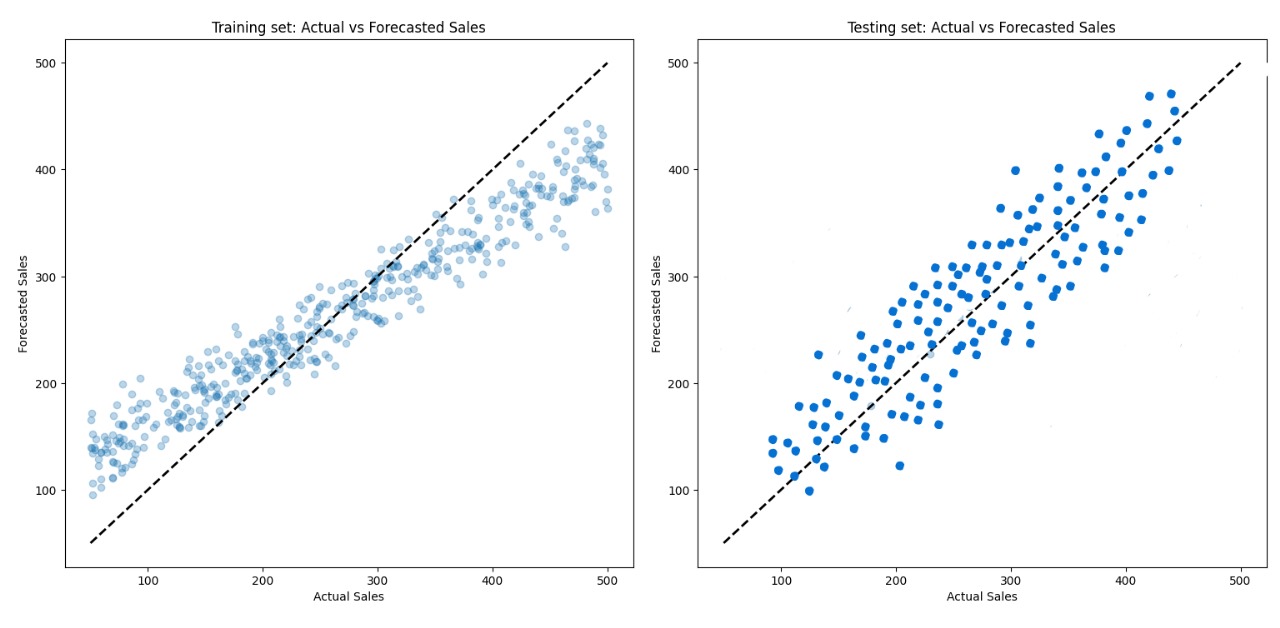 Training set: Actual vs Forecasted Sales
500
400
300
200
100
Forecasted Sales
100 200 300 400 500
Actual Sales
Testing set: Actual vs Forecasted Sales
500
400
300
200
100
Forecasted Sales
100 200 300 400 500
Actual Sales